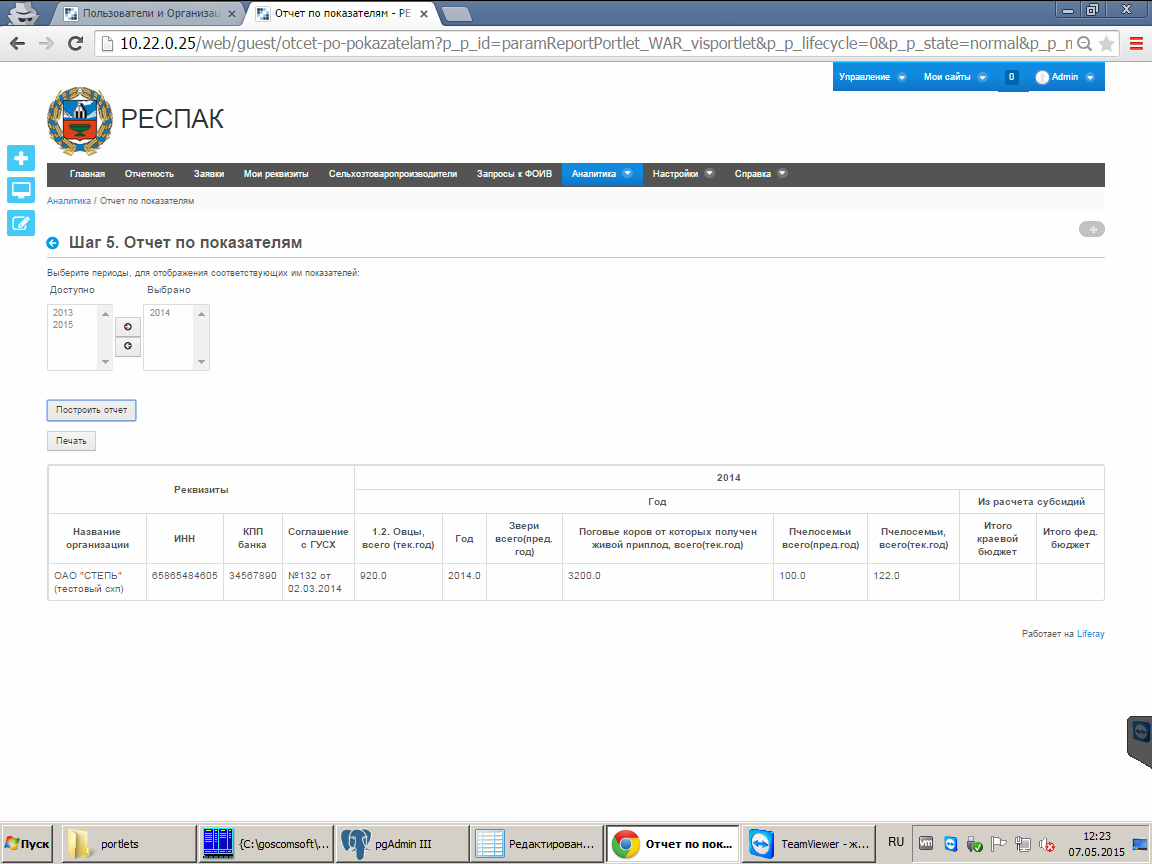 Пользователи и Организац
Отчет по показателям - РЕ
10.22.0.25/web/guest/otcet-po-pokazatelam?p_p_id=paramReportPortlet_WAR_visportlet&p_p_lifecycle=0&p_p_state=normal&p_p_n
Управление
Мои сайты
0
Admin
РЕСПАК
Главная
Отчетность
Заявки
Мои реквизиты
Сельхозтоваропроизводители
Запросы к ФОИВ
Аналитика
Настройки
Справка
Аналитика / Отчет по показателям
Шаг 5. Отчет по показателям
Выберите периоды, для отображения соответствующих им показателей:
Доступно
Выбрано
2013
2015
2014
Построить отчет
Печать
Реквизиты
2014
Год
Из расчета субсидий
Название
организации
ИНН
КПП
банка
Соглашение
с ГУСХ
1.2. Овцы,
всего (тек.год)
Год
Звери
всего(пред.
год)
Поговье коров от которых получен
живой приплод, всего(тек.год)
Пчелосемьи
всего(пред.год)
Пчелосемьи,
всего(тек.год)
Итого
краевой
бюджет
Итого фед.
бюджет
ОАО "СТЕПЬ"
(тестовый схп)
65865484605
34567890
№132 от
02.03.2014
920.0
2014.0
3200.0
100.0
122.0
Работает на Liferay
Пуск
portlets
{C:\goscomsoft\...
pgAdmin III
Редактирован...
Отчет по пок...
TeamViewer - ж...
RU
vm
12:23
07.05.2015